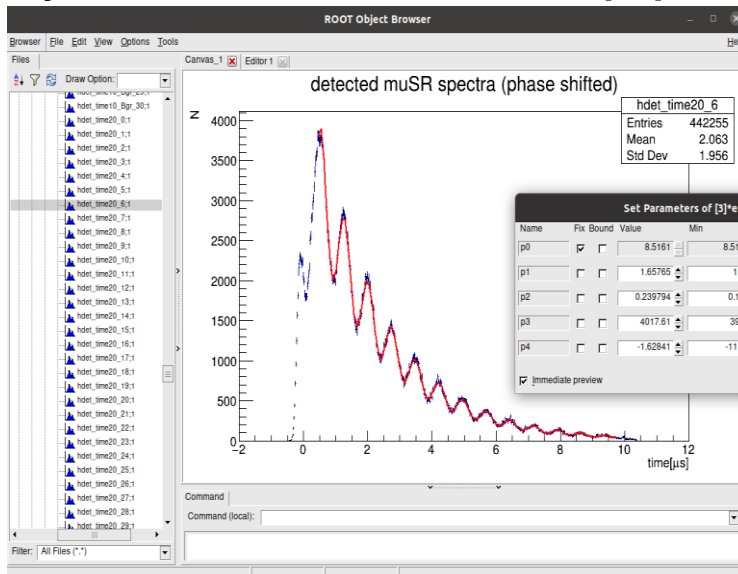 ROOT Object Browser
Browser File Edit View Options Tools
Files
Canvas_1 Editor 1
Draw Option:
hdet_time10_Bgr_30;1
hdet_time20_0;1
hdet_time20_1;1
hdet_time20_2;1
hdet_time20_3;1
hdet_time20_4;1
hdet_time20_5;1
hdet_time20_6;1
hdet_time20_7;1
hdet_time20_8;1
hdet_time20_9;1
hdet_time20_10;1
hdet_time20_11;1
hdet_time20_12;1
hdet_time20_13;1
hdet_time20_14;1
hdet_time20_15;1
hdet_time20_16;1
hdet_time20_17;1
hdet_time20_18;1
hdet_time20_19;1
hdet_time20_20;1
hdet_time20_21;1
hdet_time20_22;1
hdet_time20_23;1
hdet_time20_24;1
hdet_time20_25;1
hdet_time20_26;1
hdet_time20_27;1
hdet_time20_28;1
hdet_time20_29;1
Filter: All Files (*.*)
detected muSR spectra (phase shifted)
hdet_time20_6
Entries 442255
Mean 2.063
Std Dev 1.956
N
4000
3500
3000
2500
2000
1500
1000
500
0
−2 0 2 4 6 8 10 12
time[μs]
Set Parameters of [3]*e
Name Fix Bound Value Min
p0 8.5161 8.51
p1 1.65765 1
p2 0.239794 0.1
p3 4017.61 39
p4 -1.62841 -11
Immediate preview
Command
Command (local):